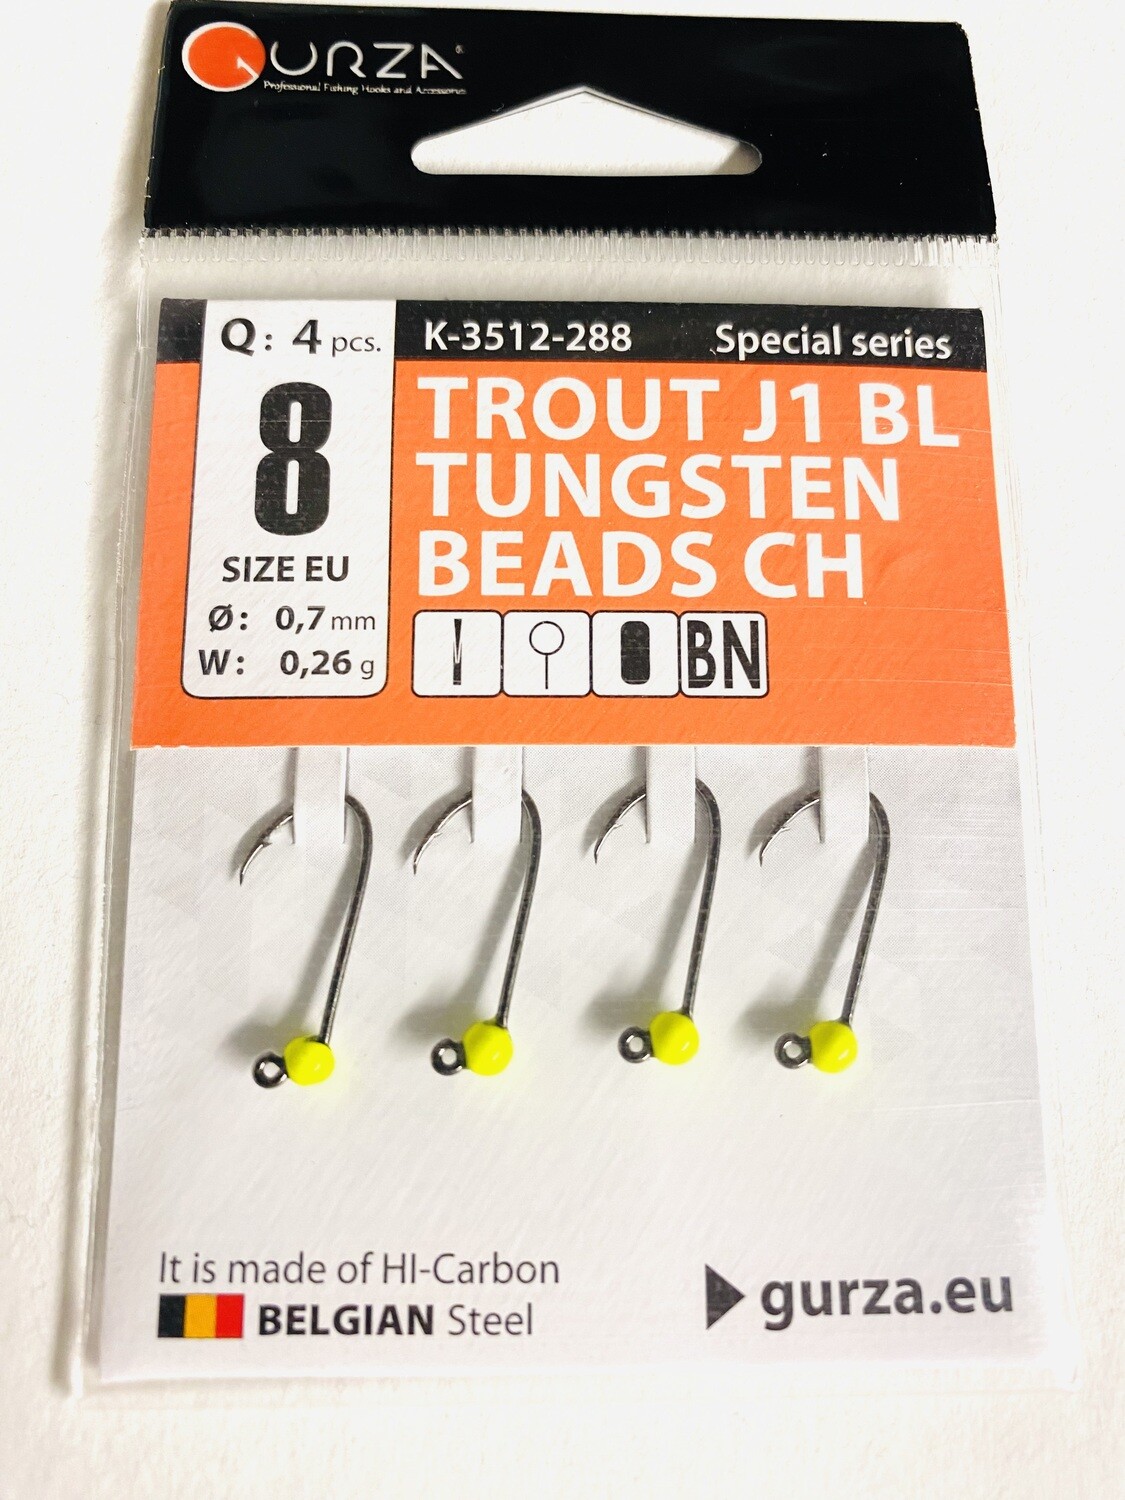 GURZA®
Professional Fishing Hooks and Accessories
Q: 4 pcs.
8
SIZE EU
Ø: 0,7 mm
W: 0,26 g
K-3512-288 Special series
TROUT J1 BL
TUNGSTEN
BEADS CH
BN
It is made of HI-Carbon
BELGIAN Steel
gurza.eu